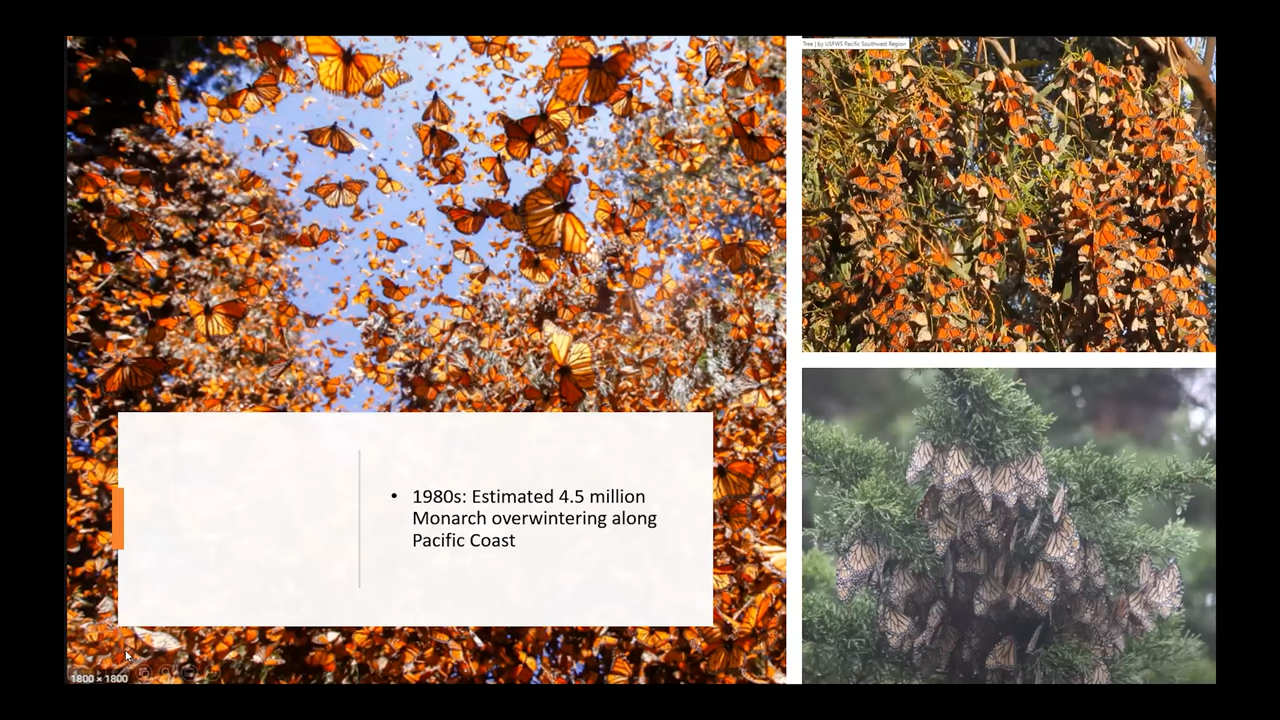 Tree | by USFWS Pacific Southwest Region
• 1980s: Estimated 4.5 million
Monarch overwintering along
Pacific Coast
1800 × 1800